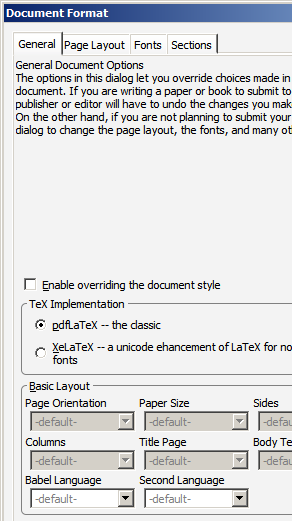 Document Format
General Page Layout Fonts Sections
General Document Options
The options in this dialog let you override choices made in
document. If you are writing a paper or book to submit to
publisher or editor will have to undo the changes you mak
On the other hand, if you are not planning to submit your
dialog to change the page layout, the fonts, and many oth
Enable overriding the document style
TeX Implementation
pdfLaTeX -- the classic
XeLaTeX -- a unicode ehancement of LaTeX for no
fonts
Basic Layout
Page Orientation Paper Size Sides
-default- -default- -defa
Columns Title Page Body Te
-default- -default- -defa
Babel Language Second Language
-default- -default-